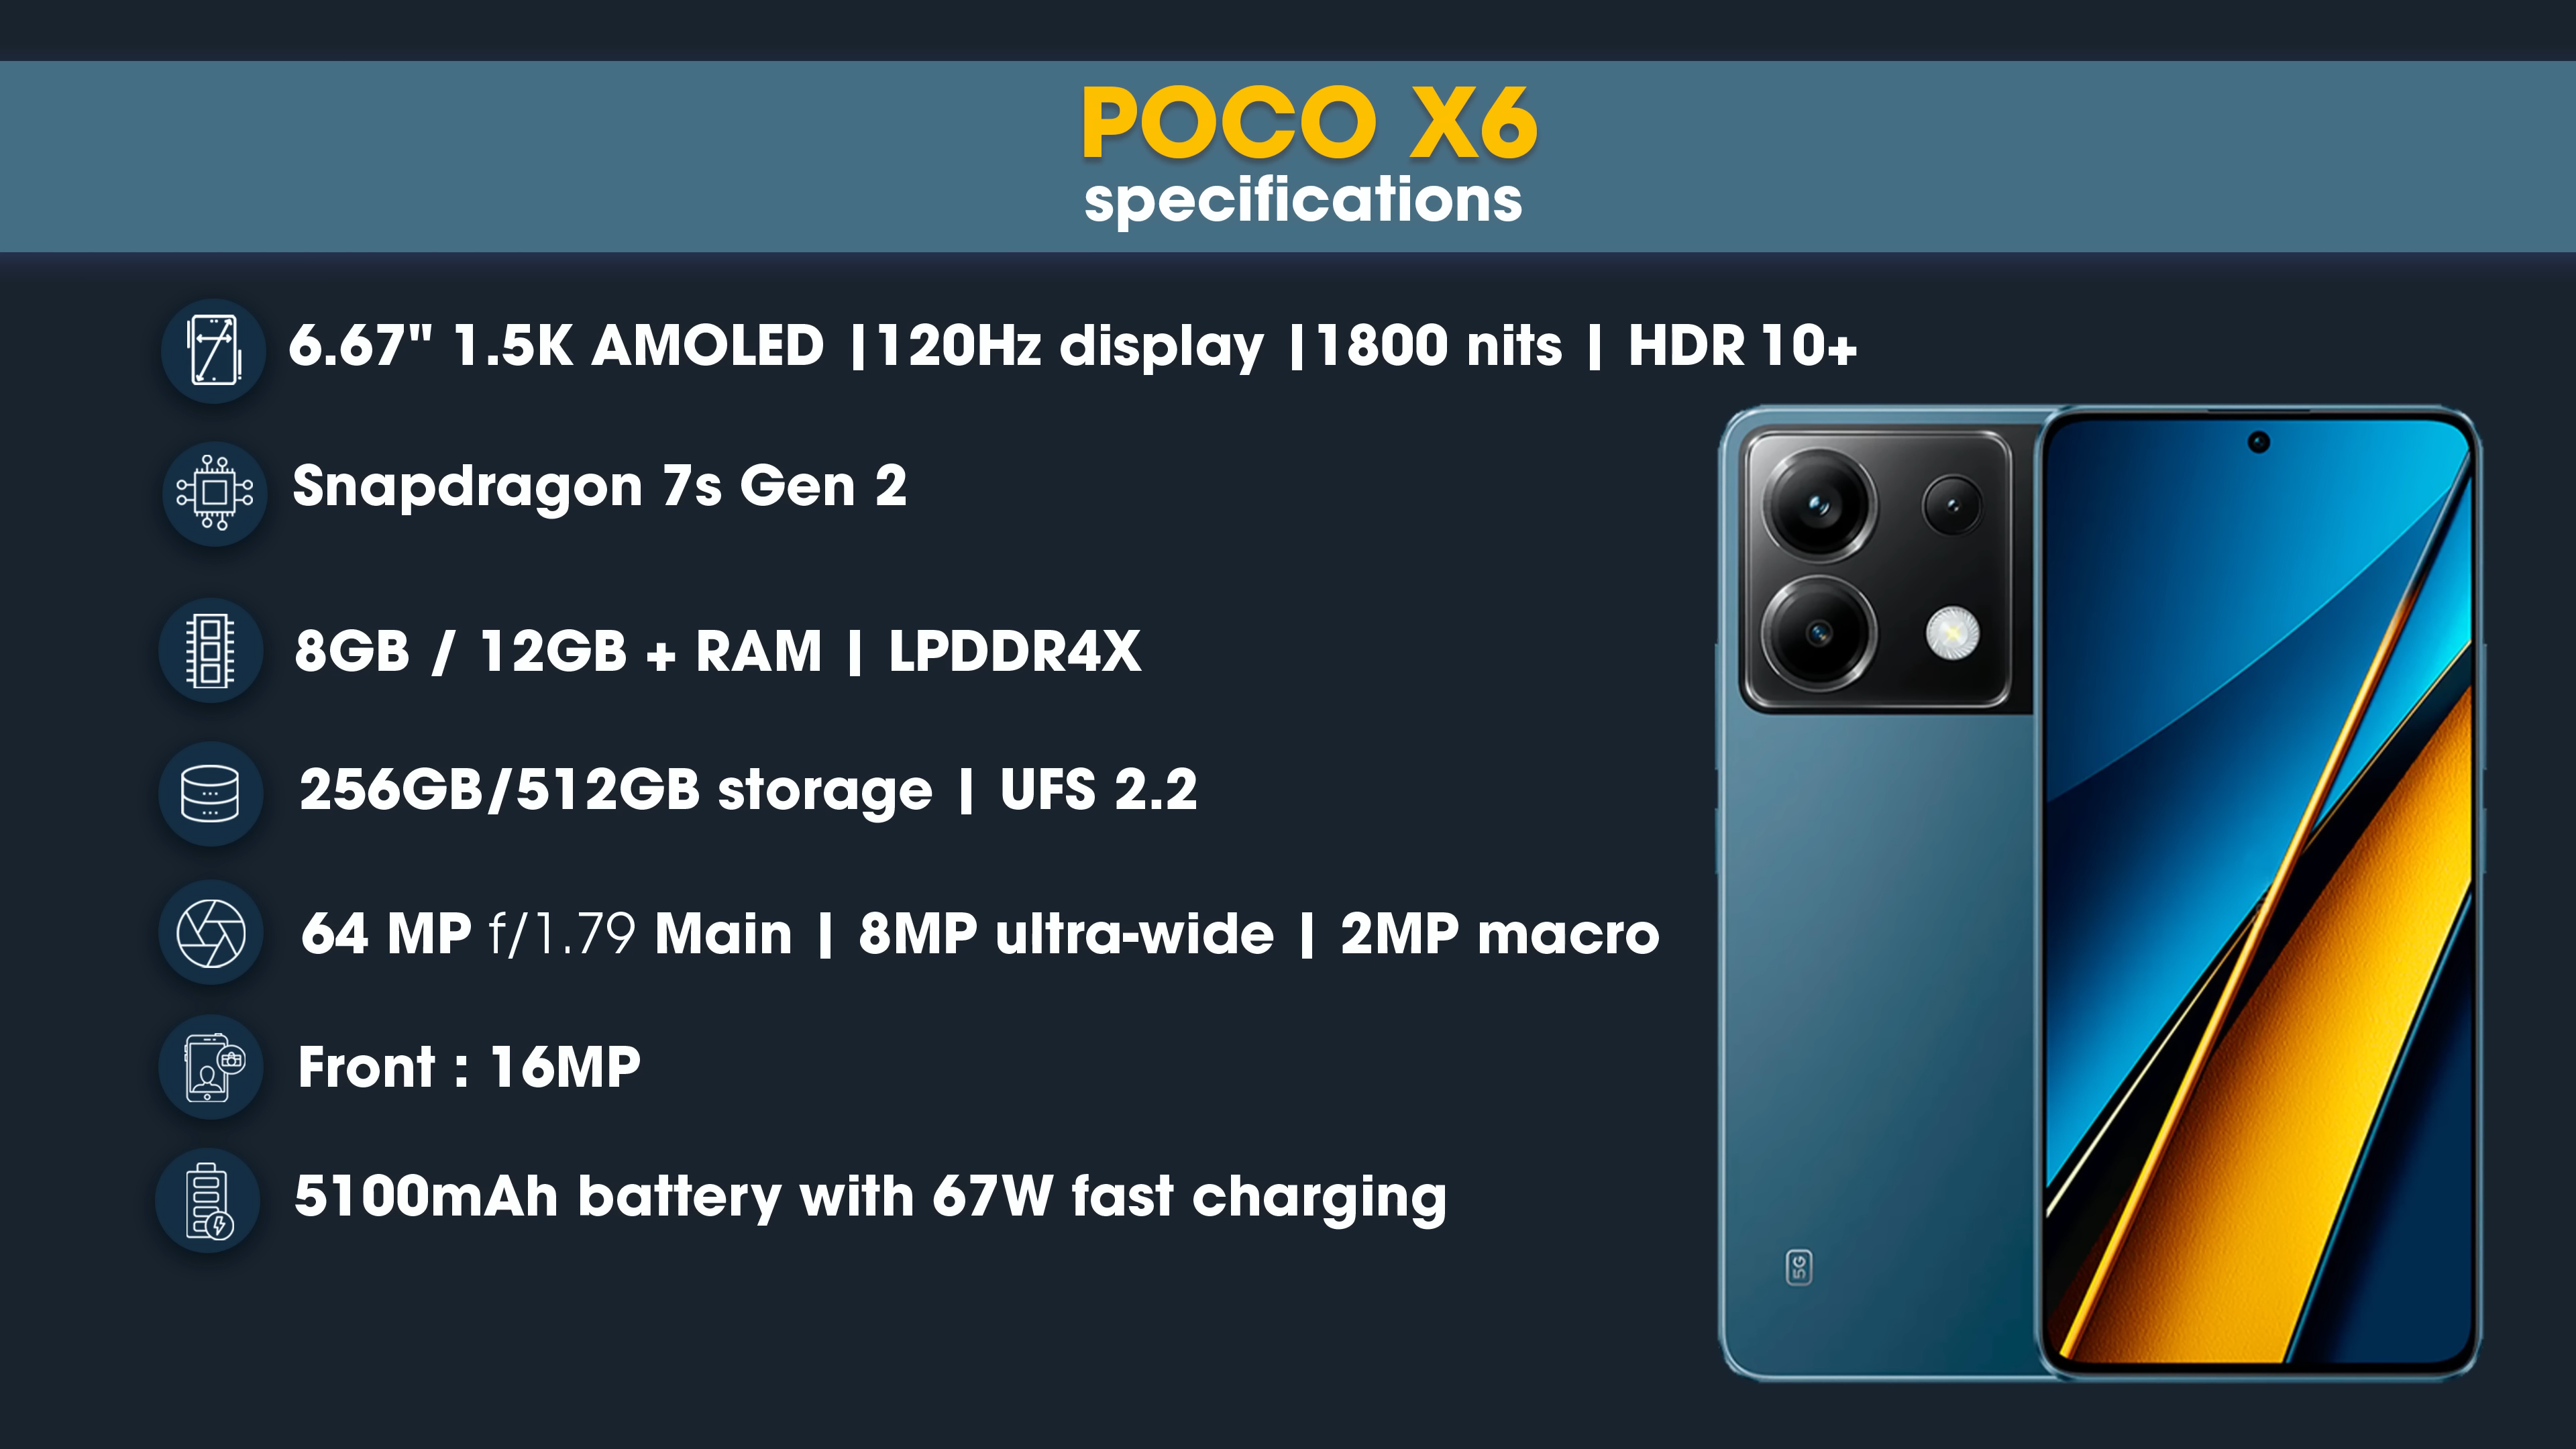 POCO X6
specifications
6.67" 1.5K AMOLED |120Hz display |1800 nits | HDR 10+
Snapdragon 7s Gen 2
8GB / 12GB + RAM | LPDDR4X
256GB/512GB storage | UFS 2.2
64 MP f/1.79 Main | 8MP ultra-wide | 2MP macro
Front : 16MP
5100mAh battery with 67W fast charging
5G